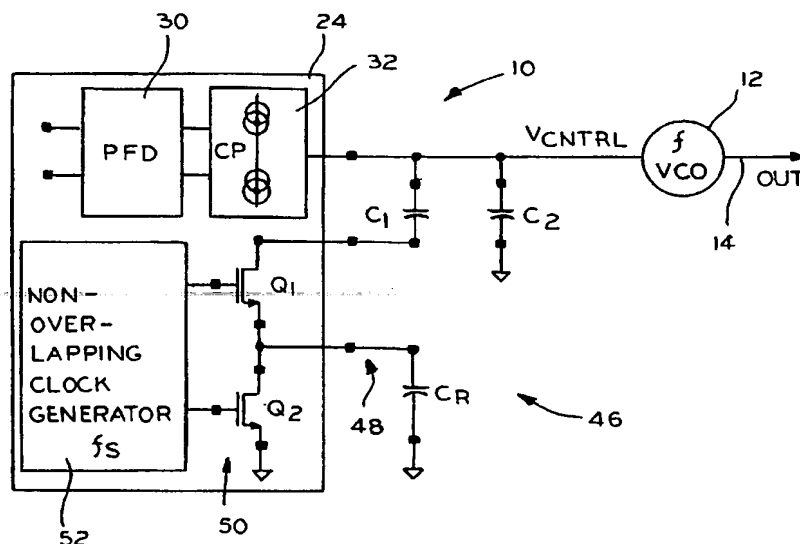 30
24
32
10
12
PFD
CP
VCNTRL
f
VCO
OUT
14
C1
C2
Q1
NON-
OVER-
LAPPING
CLOCK
GENERATOR
fS
Q2
CR
48
46
50
52